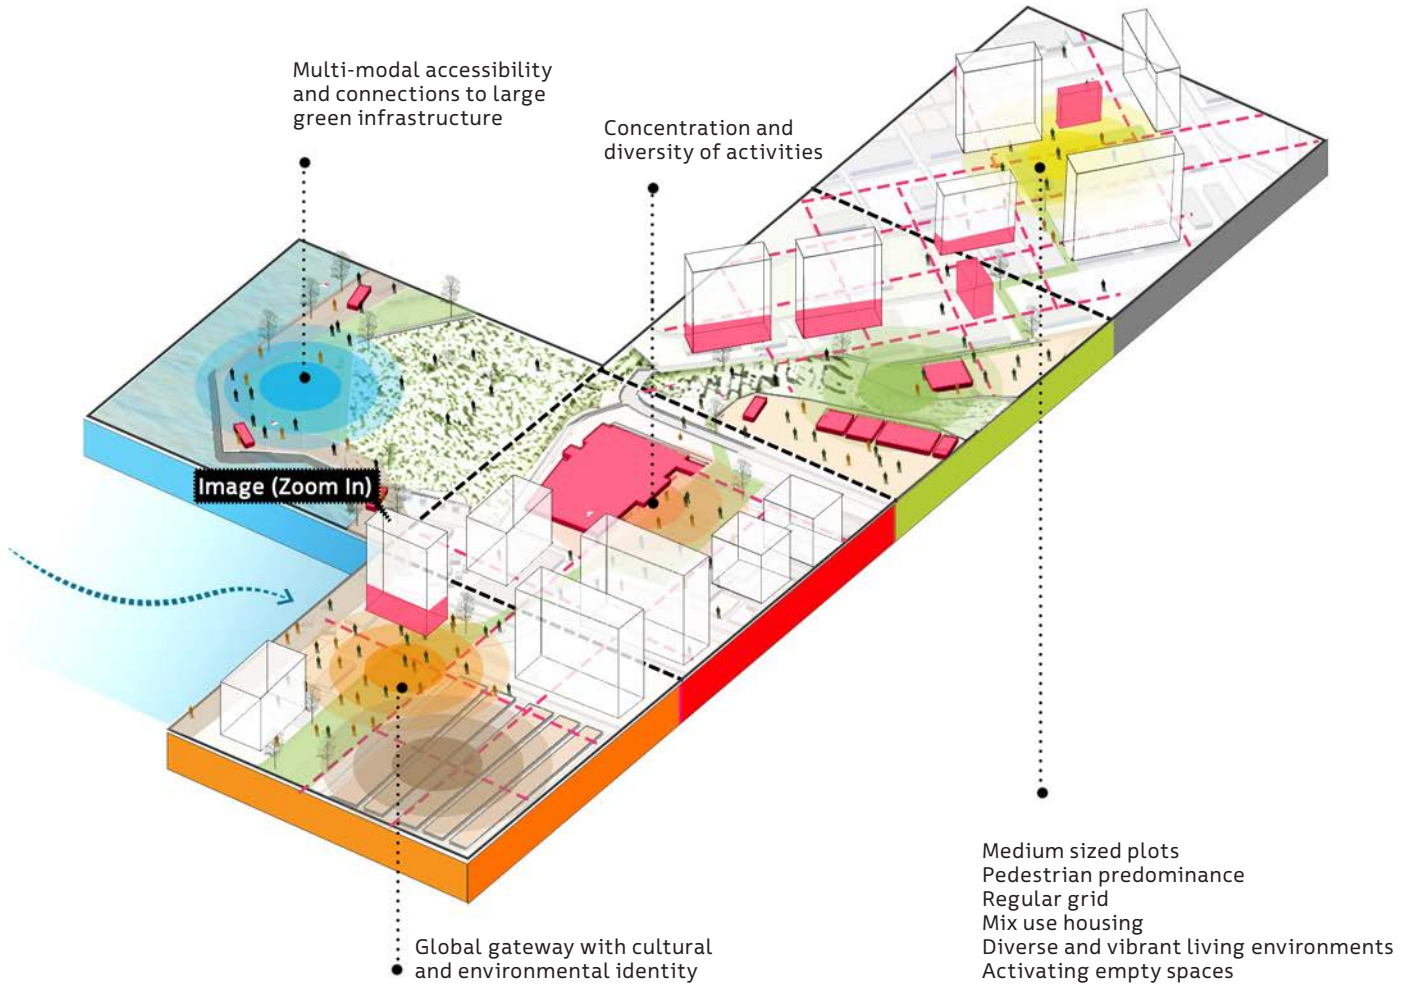 Multi-modal accessibility
and connections to large
green infrastructure
Concentration and
diversity of activities
Image (Zoom In)
Global gateway with cultural
and environmental identity
Medium sized plots
Pedestrian predominance
Regular grid
Mix use housing
Diverse and vibrant living environments
Activating empty spaces